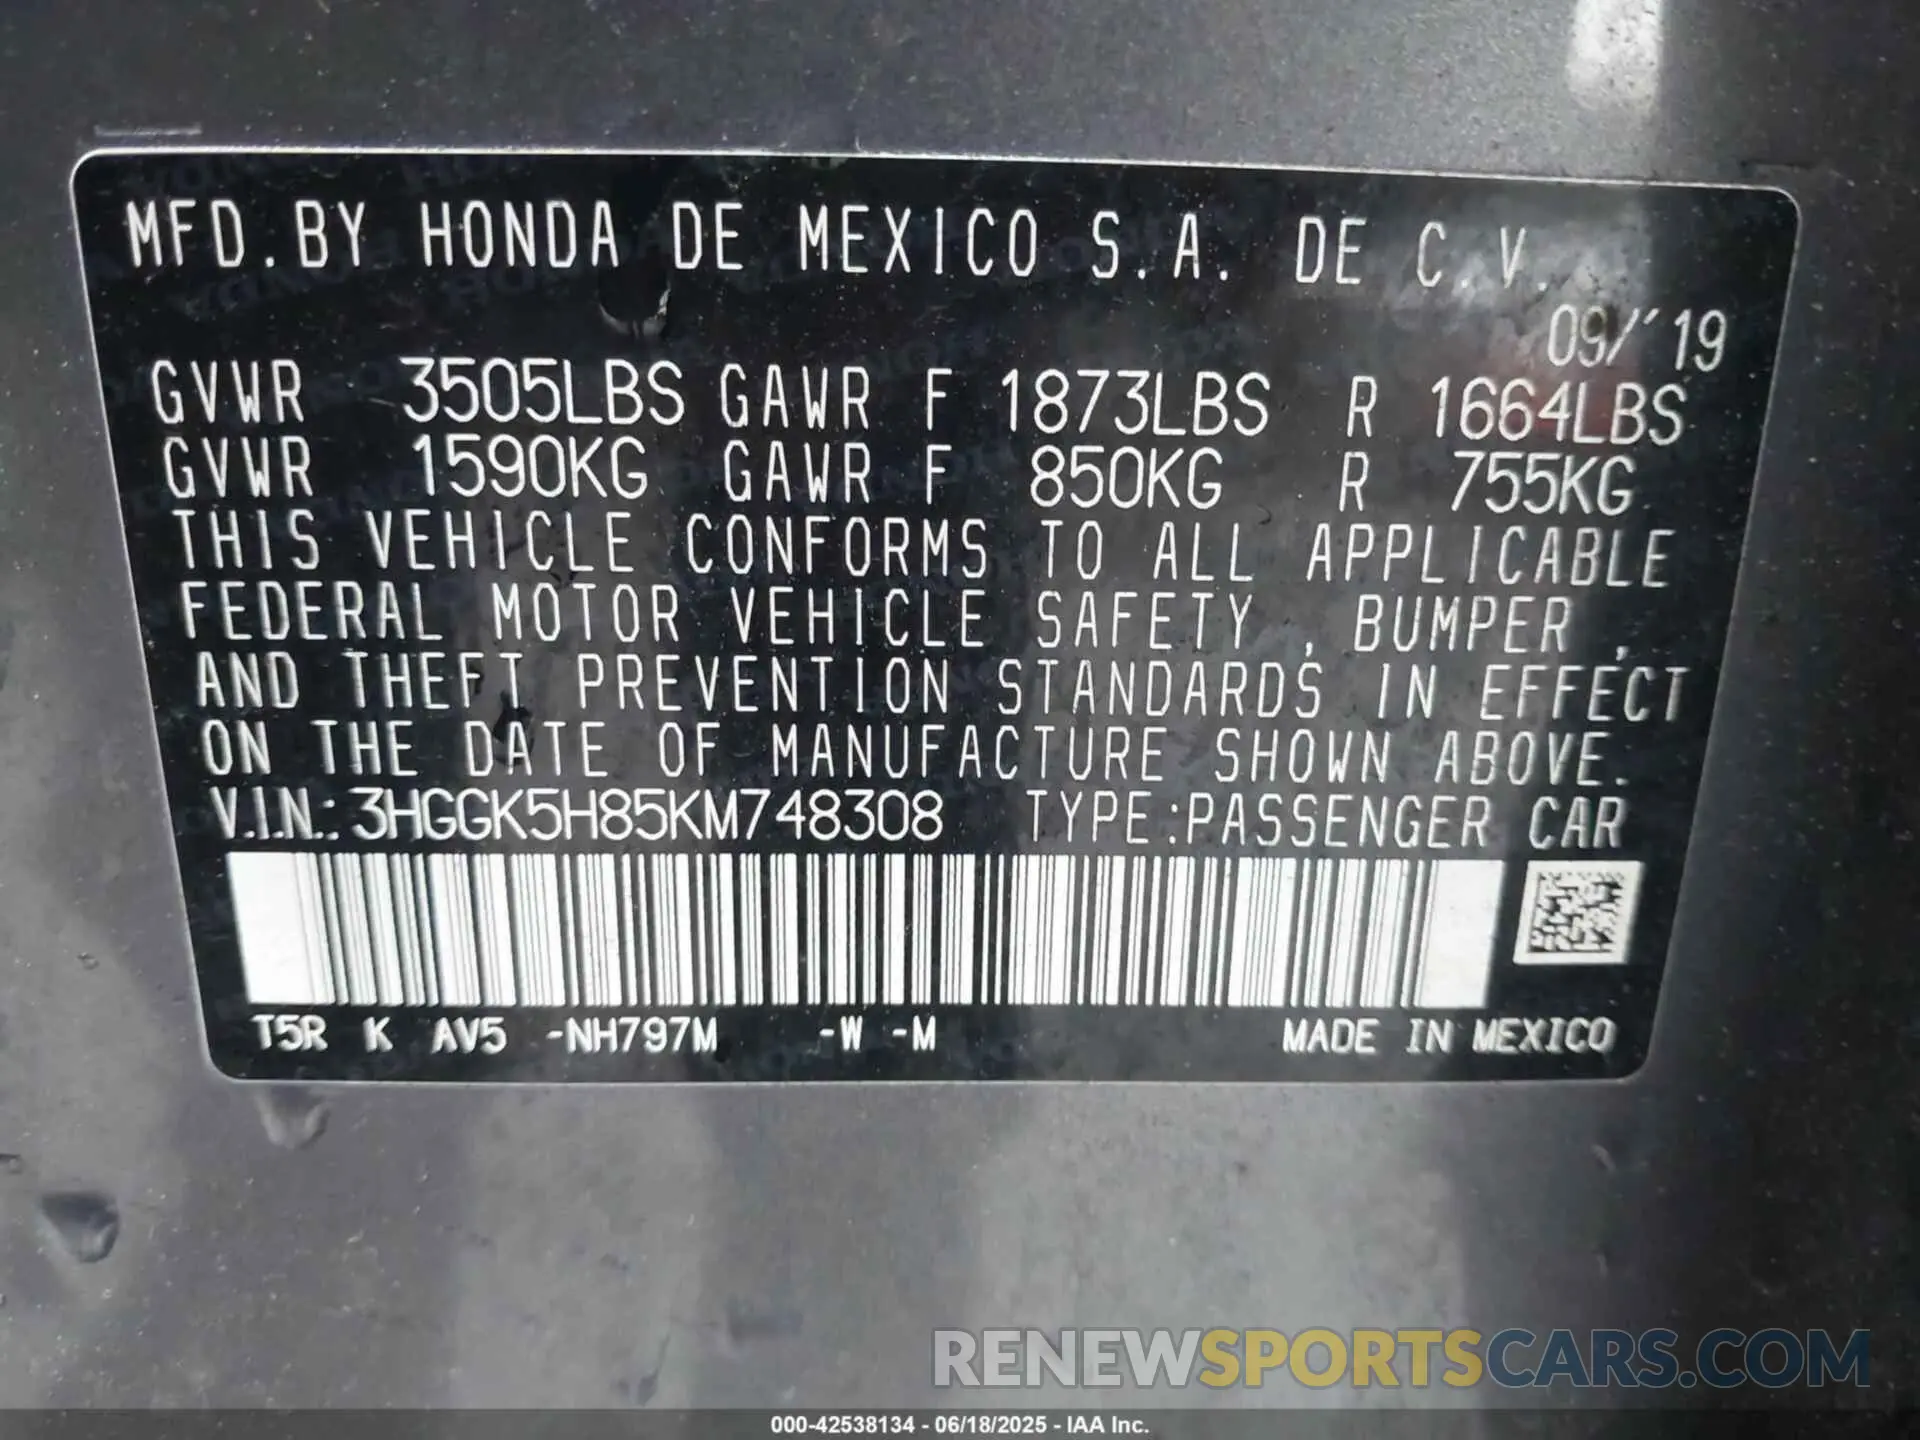 MFD.BY HONDA DE MEXICO S.A. DE C.V.
09/'19
GVWR 3505LBS GAWR F 1873LBS R 1664LBS
GVWR 1590KG GAWR F 850KG R 755KG
THIS VEHICLE CONFORMS TO ALL APPLICABLE
FEDERAL MOTOR VEHICLE SAFETY, BUMPER,
AND THEFT PREVENTION STANDARDS IN EFFECT
ON THE DATE OF MANUFACTURE SHOWN ABOVE.
V.I.N.:3HGGK5H85KM748308 TYPE:PASSENGER CAR
T5R K AV5 -NH797M -W -M MADE IN MEXICO
RENEWSPORTSCARS.COM
000-42538134 - 06/18/2025 - IAA Inc.